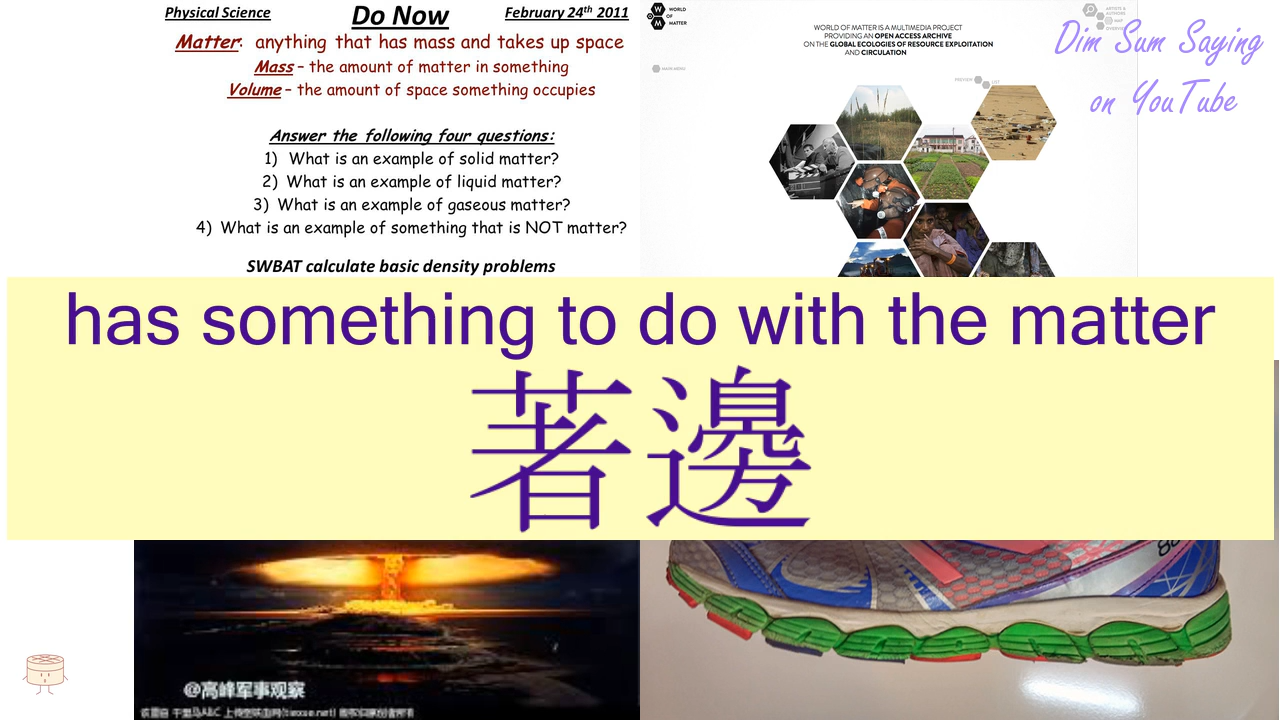 Physical Science Do Now February 24th 2011
Matter: anything that has mass and takes up space
Mass – the amount of matter in something
Volume – the amount of space something occupies
Answer the following four questions:
1) What is an example of solid matter?
2) What is an example of liquid matter?
3) What is an example of gaseous matter?
4) What is an example of something that is NOT matter?
SWBAT calculate basic density problems
WORLD
OF
MATTER
WORLD OF MATTER IS A MULTIMEDIA PROJECT
PROVIDING AN OPEN ACCESS ARCHIVE
ON THE GLOBAL ECOLOGIES OF RESOURCE EXPLOITATION
AND CIRCULATION
Dim Sum Saying
on YouTube
has something to do with the matter
著邊
@高峰军事观察